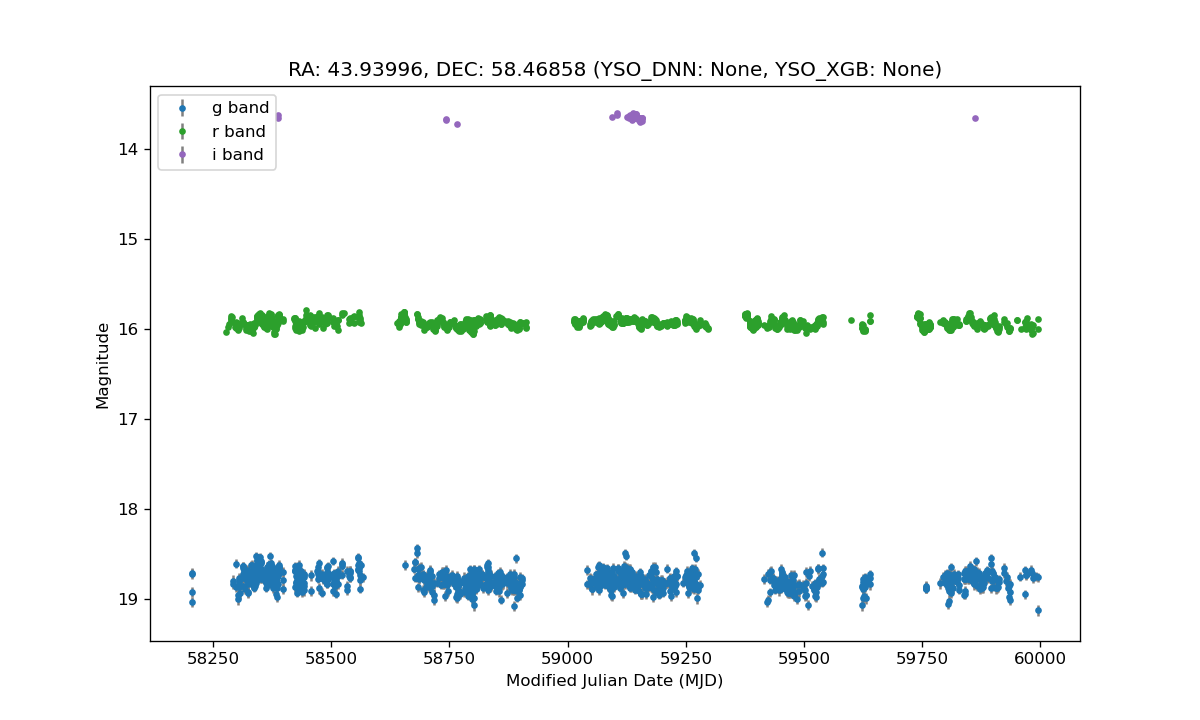 RA: 43.93996, DEC: 58.46858 (YSO_DNN: None, YSO_XGB: None)
g band
r band
i band
14
15
16
17
18
19
Magnitude
58250 58500 58750 59000 59250 59500 59750 60000
Modified Julian Date (MJD)